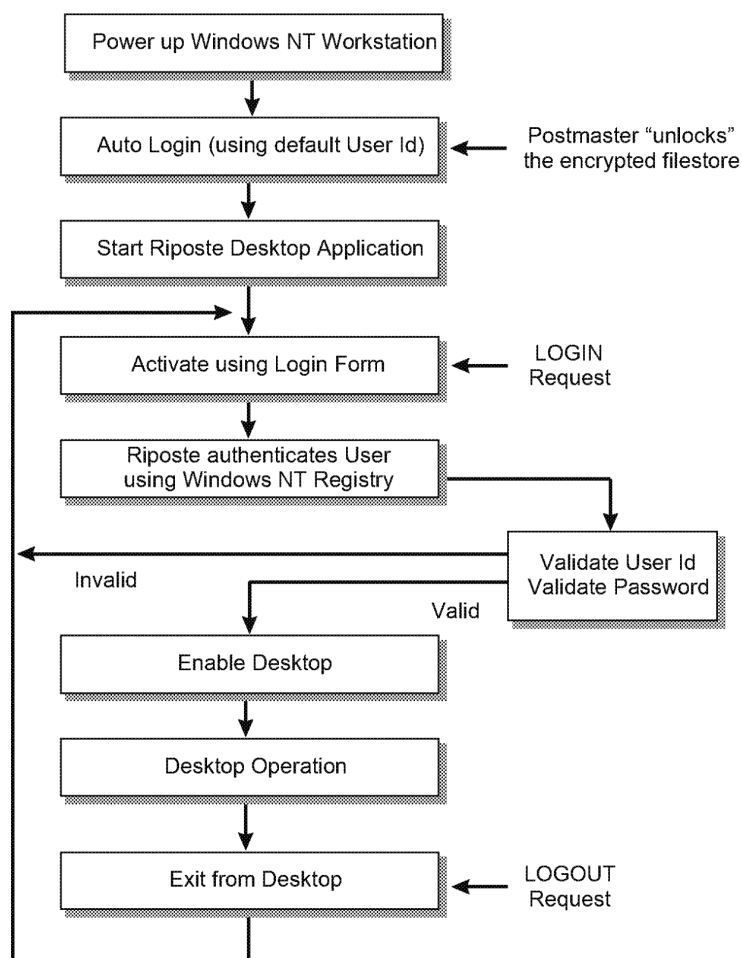 Power up Windows NT Workstation
Auto Login (using default User Id)
Postmaster “unlocks”
the encrypted filestore
Start Riposte Desktop Application
Activate using Login Form
LOGIN
Request
Riposte authenticates User
using Windows NT Registry
Validate User Id
Validate Password
Invalid
Valid
Enable Desktop
Desktop Operation
Exit from Desktop
LOGOUT
Request